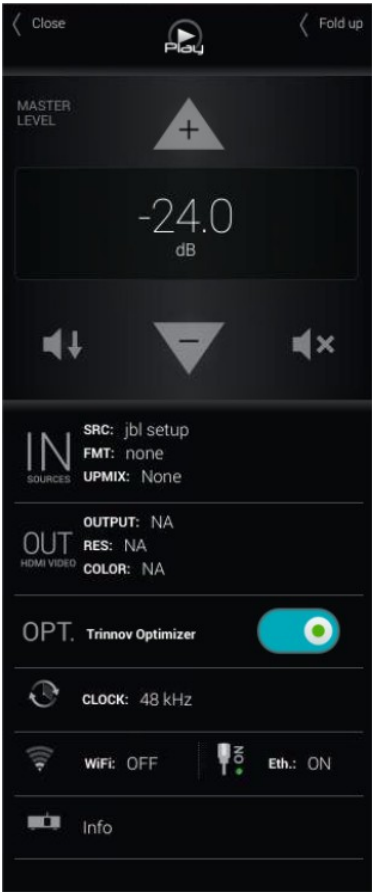 Close
Play
Fold up
MASTER
LEVEL
+
-24.0
dB
−
IN
SOURCES
SRC: jbl setup
FMT: none
UPMIX: None
OUT
HDMI VIDEO
OUTPUT: NA
RES: NA
COLOR: NA
OPT. Trinnov Optimizer
CLOCK: 48 kHz
WiFi: OFF
ON
Eth.: ON
Info